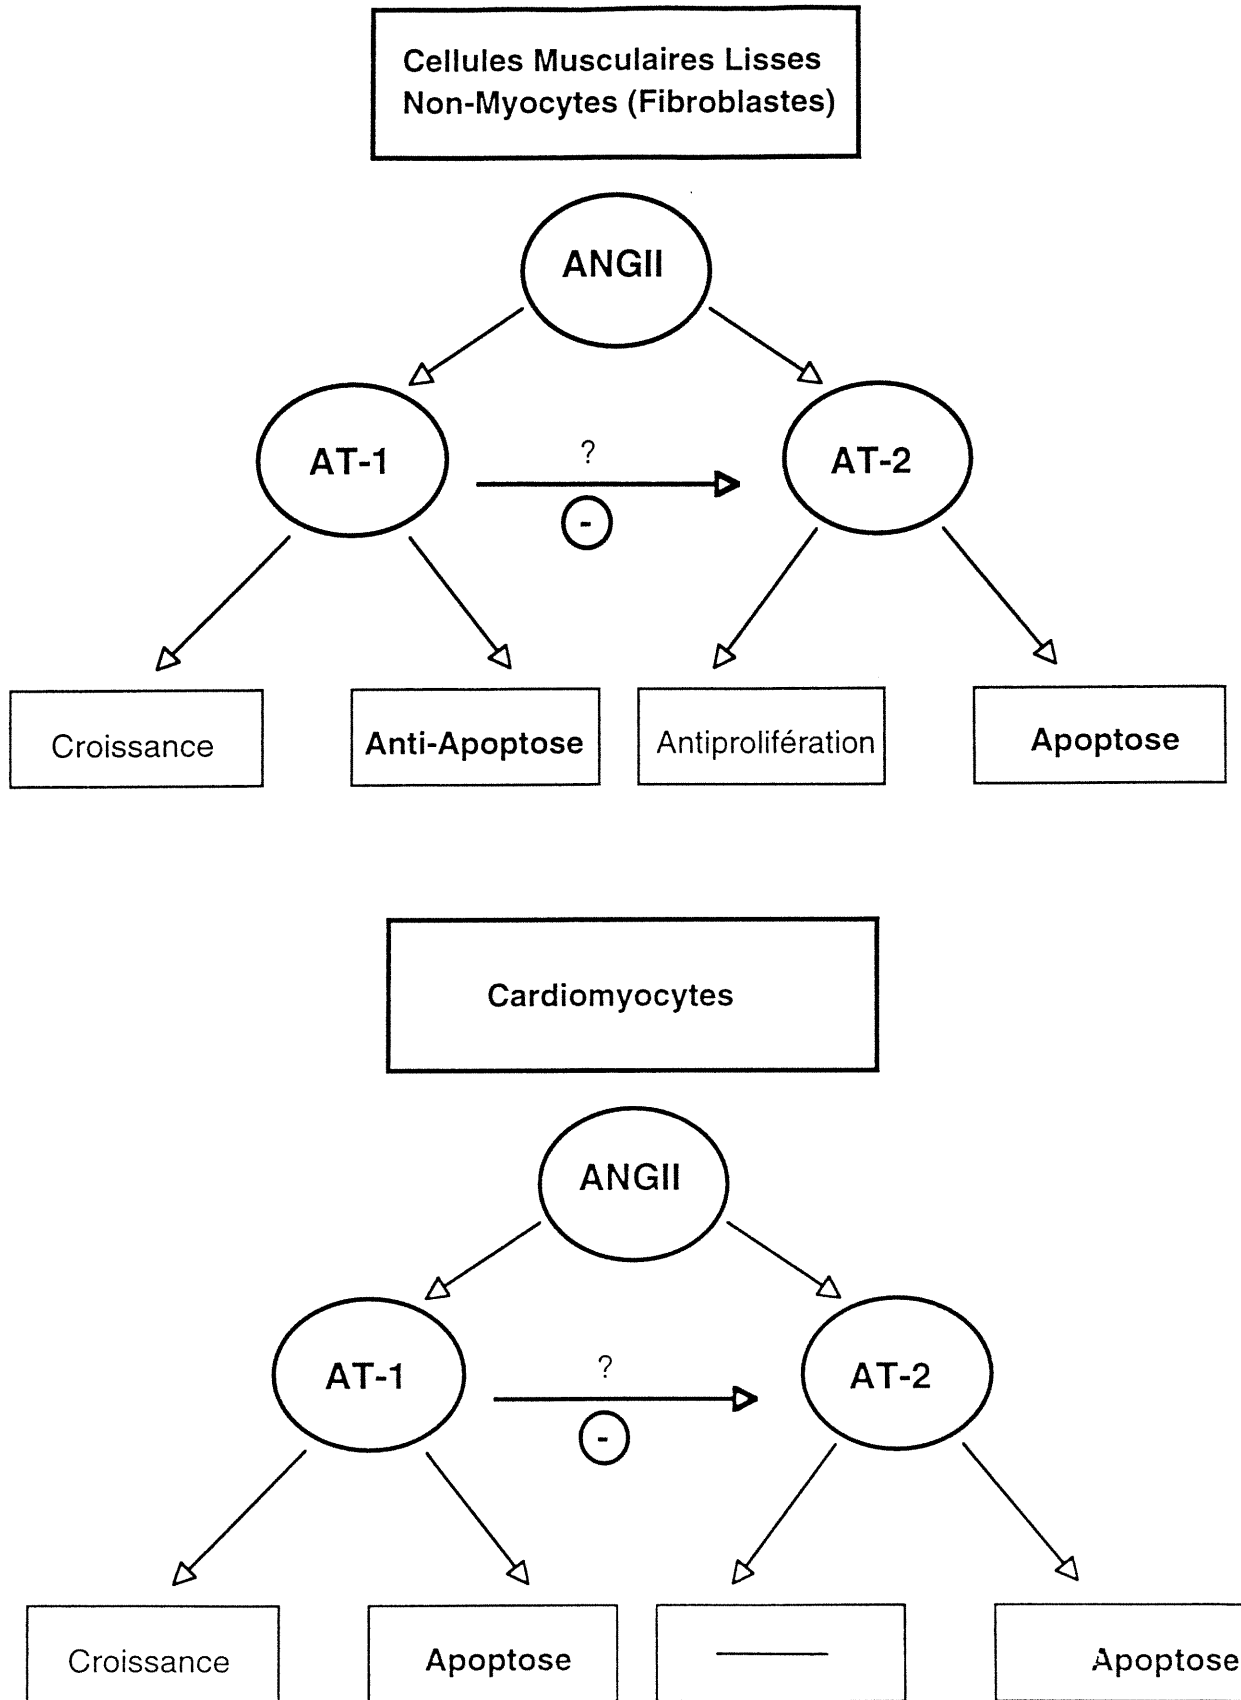 Cellules Musculaires Lisses
Non-Myocytes (Fibroblastes)
ANGII
AT-1
?
AT-2
-
Croissance
Anti-Apoptose
Antiprolifération
Apoptose
Cardiomyocytes
ANGII
AT-1
?
AT-2
-
Croissance
Apoptose
Apoptose